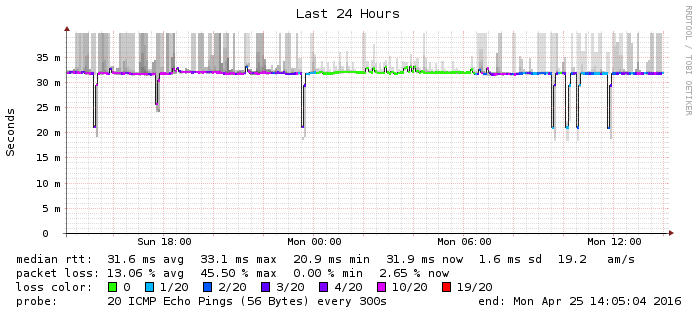 Last 24 Hours
RRDTOOL / TOBI OETIKER
Seconds
35 m
30 m
25 m
20 m
15 m
10 m
5 m
0
Sun 18:00 Mon 00:00 Mon 06:00 Mon 12:00
median rtt: 31.6 ms avg 33.1 ms max 20.9 ms min 31.9 ms now 1.6 ms sd 19.2 am/s
packet loss: 13.06 % avg 45.50 % max 0.00 % min 2.65 % now
loss color: 0 1/20 2/20 3/20 4/20 10/20 19/20
probe: 20 ICMP Echo Pings (56 Bytes) every 300s end: Mon Apr 25 14:05:04 2016